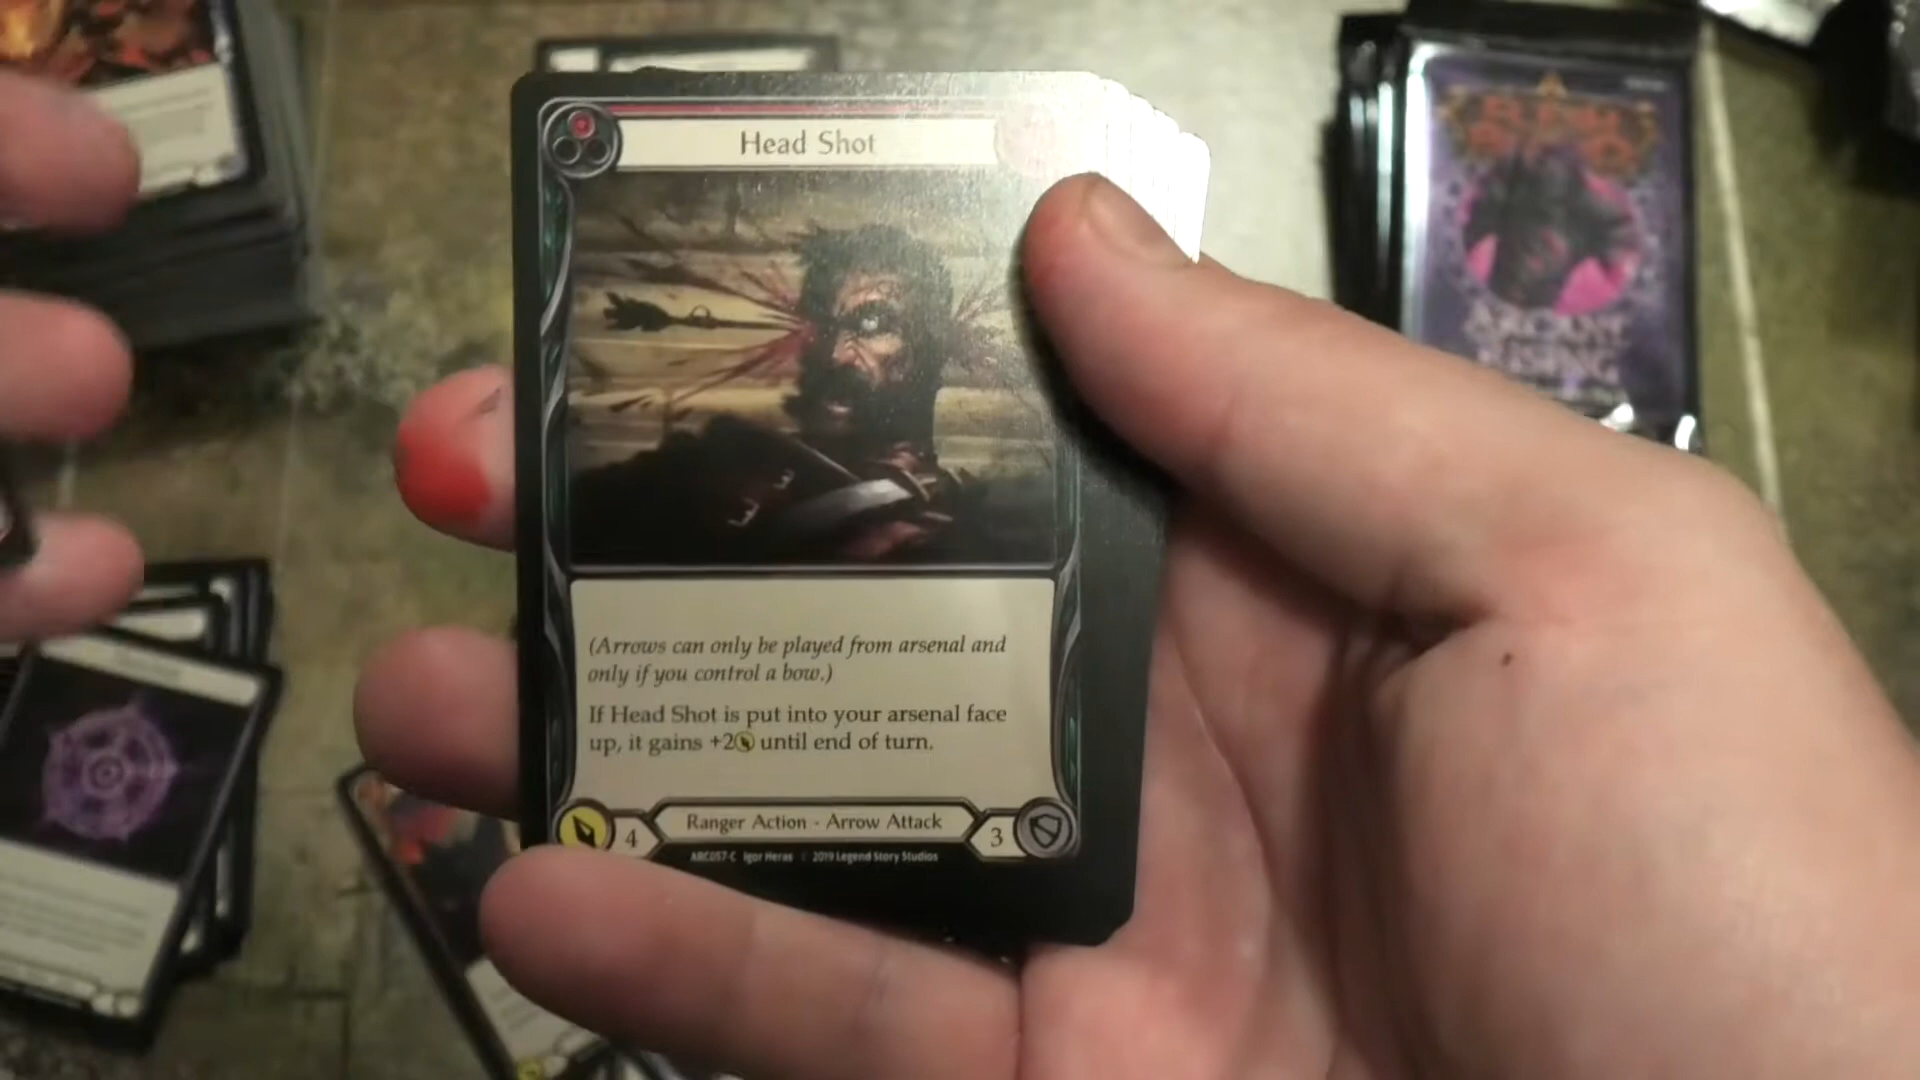 Head Shot
(Arrows can only be played from arsenal and
only if you control a bow.)
If Head Shot is put into your arsenal face
up, it gains +2 until end of turn.
4
Ranger Action - Arrow Attack
3
ARC057-C Igor Heras © 2019 Legend Story Studios
ARCANE
RISING